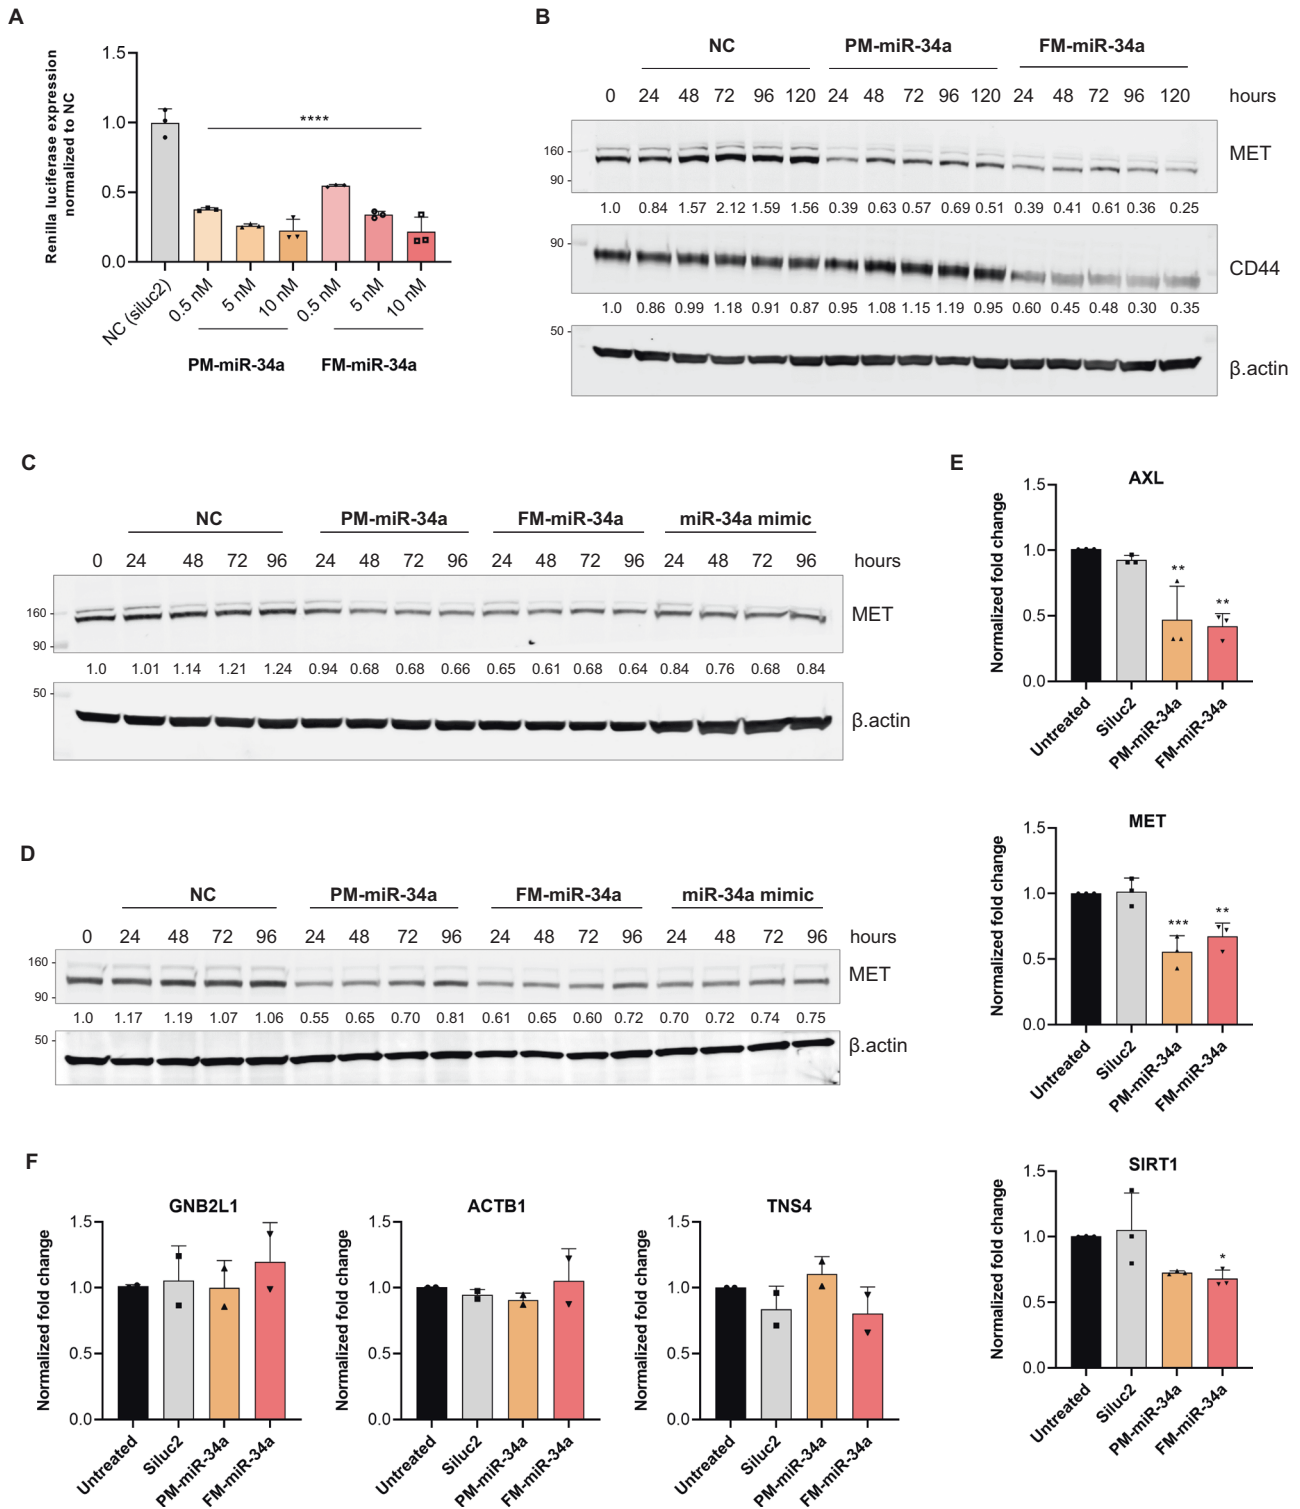 A
Renilla luciferase expression
normalized to NC
1.5
1.0
0.5
0.0
****
NC (siluc2)
0.5 nM
5 nM
10 nM
0.5 nM
5 nM
10 nM
PM-miR-34a
FM-miR-34a
B
NC
PM-miR-34a
FM-miR-34a
0 24 48 72 96 120 24 48 72 96 120 24 48 72 96 120 hours
160
90
MET
1.0 0.84 1.57 2.12 1.59 1.56 0.39 0.63 0.57 0.69 0.51 0.39 0.41 0.61 0.36 0.25
90
CD44
1.0 0.86 0.99 1.18 0.91 0.87 0.95 1.08 1.15 1.19 0.95 0.60 0.45 0.48 0.30 0.35
50
β.actin
C
NC
PM-miR-34a
FM-miR-34a
miR-34a mimic
0 24 48 72 96 24 48 72 96 24 48 72 96 24 48 72 96 hours
160
90
MET
1.0 1.01 1.14 1.21 1.24 0.94 0.68 0.68 0.66 0.65 0.61 0.68 0.64 0.84 0.76 0.68 0.84
50
β.actin
D
NC
PM-miR-34a
FM-miR-34a
miR-34a mimic
0 24 48 72 96 24 48 72 96 24 48 72 96 24 48 72 96 hours
160
90
MET
1.0 1.17 1.19 1.07 1.06 0.55 0.65 0.70 0.81 0.61 0.65 0.60 0.72 0.70 0.72 0.74 0.75
50
β.actin
E
AXL
Normalized fold change
1.5
1.0
0.5
0.0
**
**
Untreated
Siluc2
PM-miR-34a
FM-miR-34a
MET
Normalized fold change
1.5
1.0
0.5
0.0
***
**
Untreated
Siluc2
PM-miR-34a
FM-miR-34a
SIRT1
Normalized fold change
1.5
1.0
0.5
0.0
*
Untreated
Siluc2
PM-miR-34a
FM-miR-34a
F
GNB2L1
Normalized fold change
1.5
1.0
0.5
0.0
Untreated
Siluc2
PM-miR-34a
FM-miR-34a
ACTB1
Normalized fold change
1.5
1.0
0.5
0.0
Untreated
Siluc2
PM-miR-34a
FM-miR-34a
TNS4
Normalized fold change
1.5
1.0
0.5
0.0
Untreated
Siluc2
PM-miR-34a
FM-miR-34a